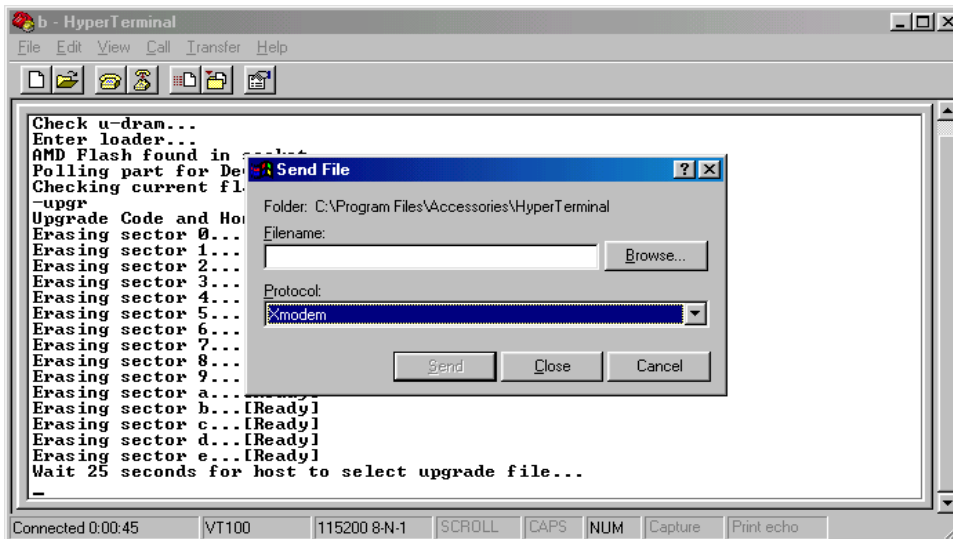 b - HyperTerminal
File Edit View Call Transfer Help
Check u-dram...
Enter loader...
AMD Flash found in
Polling part for
Checking current
-upgr
Upgrade Code and
Erasing sector 0...
Erasing sector 1...
Erasing sector 2...
Erasing sector 3...
Erasing sector 4...
Erasing sector 5...
Erasing sector 6...
Erasing sector 7...
Erasing sector 8...
Erasing sector 9...
Erasing sector a...[Ready]
Erasing sector b...[Ready]
Erasing sector c...[Ready]
Erasing sector d...[Ready]
Erasing sector e...[Ready]
Wait 25 seconds for host to select upgrade file...
Send File
Folder: C:\Program Files\Accessories\HyperTerminal
Filename:
Browse...
Protocol:
Xmodem
Send Close Cancel
Connected 0:00:45 VT100 115200 8-N-1 SCROLL CAPS NUM Capture Print echo